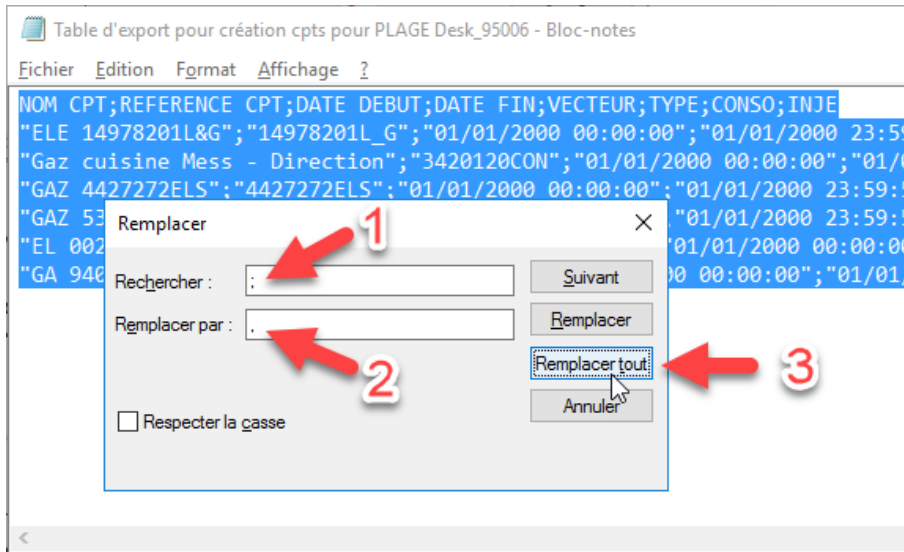 Table d'export pour création cpts pour PLAGE Desk_95006 - Bloc-notes
Fichier Edition Format Affichage ?
NOM CPT;REFERENCE CPT;DATE DEBUT;DATE FIN;VECTEUR;TYPE;CONSO;INJE
"ELE 14978201L&G";"14978201L_G";"01/01/2000 00:00:00";"01/01/2000 23:59
"Gaz cuisine Mess - Direction";"3420120CON";"01/01/2000 00:00:00";"01/0
"GAZ 4427272ELS";"4427272ELS";"01/01/2000 00:00:00";"01/01/2000 23:59:
"GAZ 53 "01/01/2000 23:59:
"EL 002 01/01/2000 00:00:00
"GA 940 00 00:00:00";"01/01/
Remplacer
1
Rechercher : ;
Suivant
Remplacer par : ,
Remplacer
2
Remplacer tout
3
Annuler
Respecter la casse